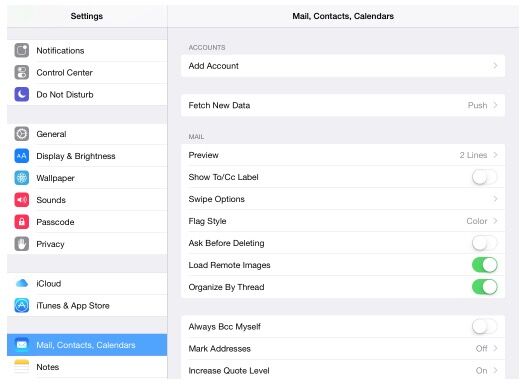 Settings
Notifications
Control Center
Do Not Disturb
General
Display & Brightness
AA
Wallpaper
Sounds
Passcode
Privacy
iCloud
iTunes & App Store
Mail, Contacts, Calendars
Notes
Mail, Contacts, Calendars
ACCOUNTS
Add Account
Fetch New Data Push
MAIL
Preview 2 Lines
Show To/Cc Label
Swipe Options
Flag Style Color
Ask Before Deleting
Load Remote Images
Organize By Thread
Always Bcc Myself
Mark Addresses Off
Increase Quote Level On